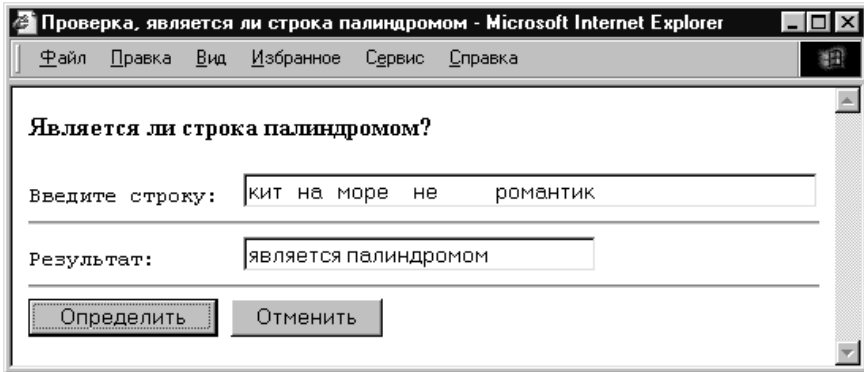 Проверка, является ли строка палиндромом - Microsoft Internet Explorer
Файл Правка Вид Избранное Сервис Справка
Является ли строка палиндромом?
Введите строку: кит на море не романтик
Результат: является палиндромом
Определить Отменить